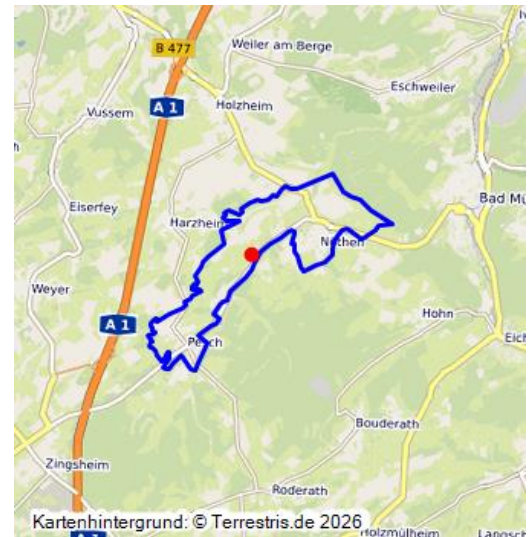 B 477
Weiler am Berge
Eschweiler
A 1
Vussem
Holzheim
Eiserfey
Harzheim
Bad Mü
Nöthen
Weyer
A 1
Hohn
Eich
Pesch
Bouderath
Zingsheim
Roderath
Kartenhintergrund: © Terrestris.de 2026
Holzmülheim